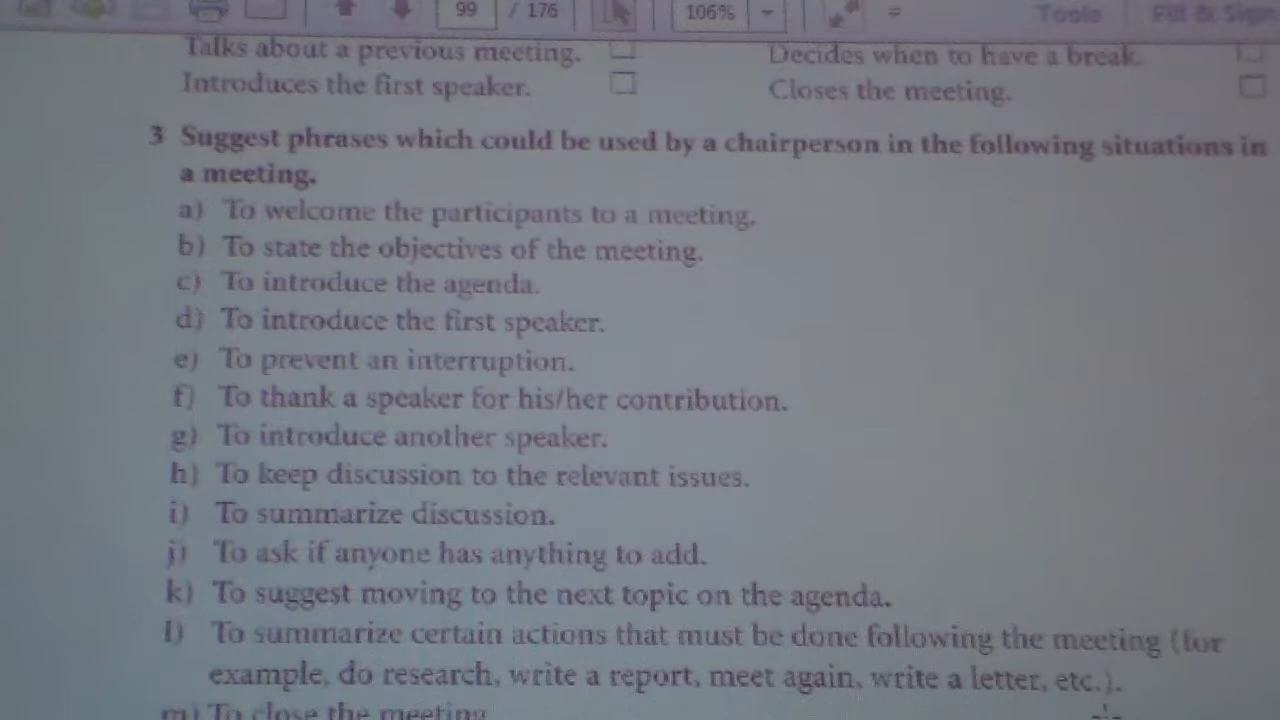 99 / 176 106% Tools Fill & Sign
Talks about a previous meeting. Decides when to have a break.
Introduces the first speaker. Closes the meeting.
3 Suggest phrases which could be used by a chairperson in the following situations in
a meeting.
a) To welcome the participants to a meeting.
b) To state the objectives of the meeting.
c) To introduce the agenda.
d) To introduce the first speaker.
e) To prevent an interruption.
f) To thank a speaker for his/her contribution.
g) To introduce another speaker.
h) To keep discussion to the relevant issues.
i) To summarize discussion.
j) To ask if anyone has anything to add.
k) To suggest moving to the next topic on the agenda.
l) To summarize certain actions that must be done following the meeting (for
example, do research, write a report, meet again, write a letter, etc.).
m) To close the meeting